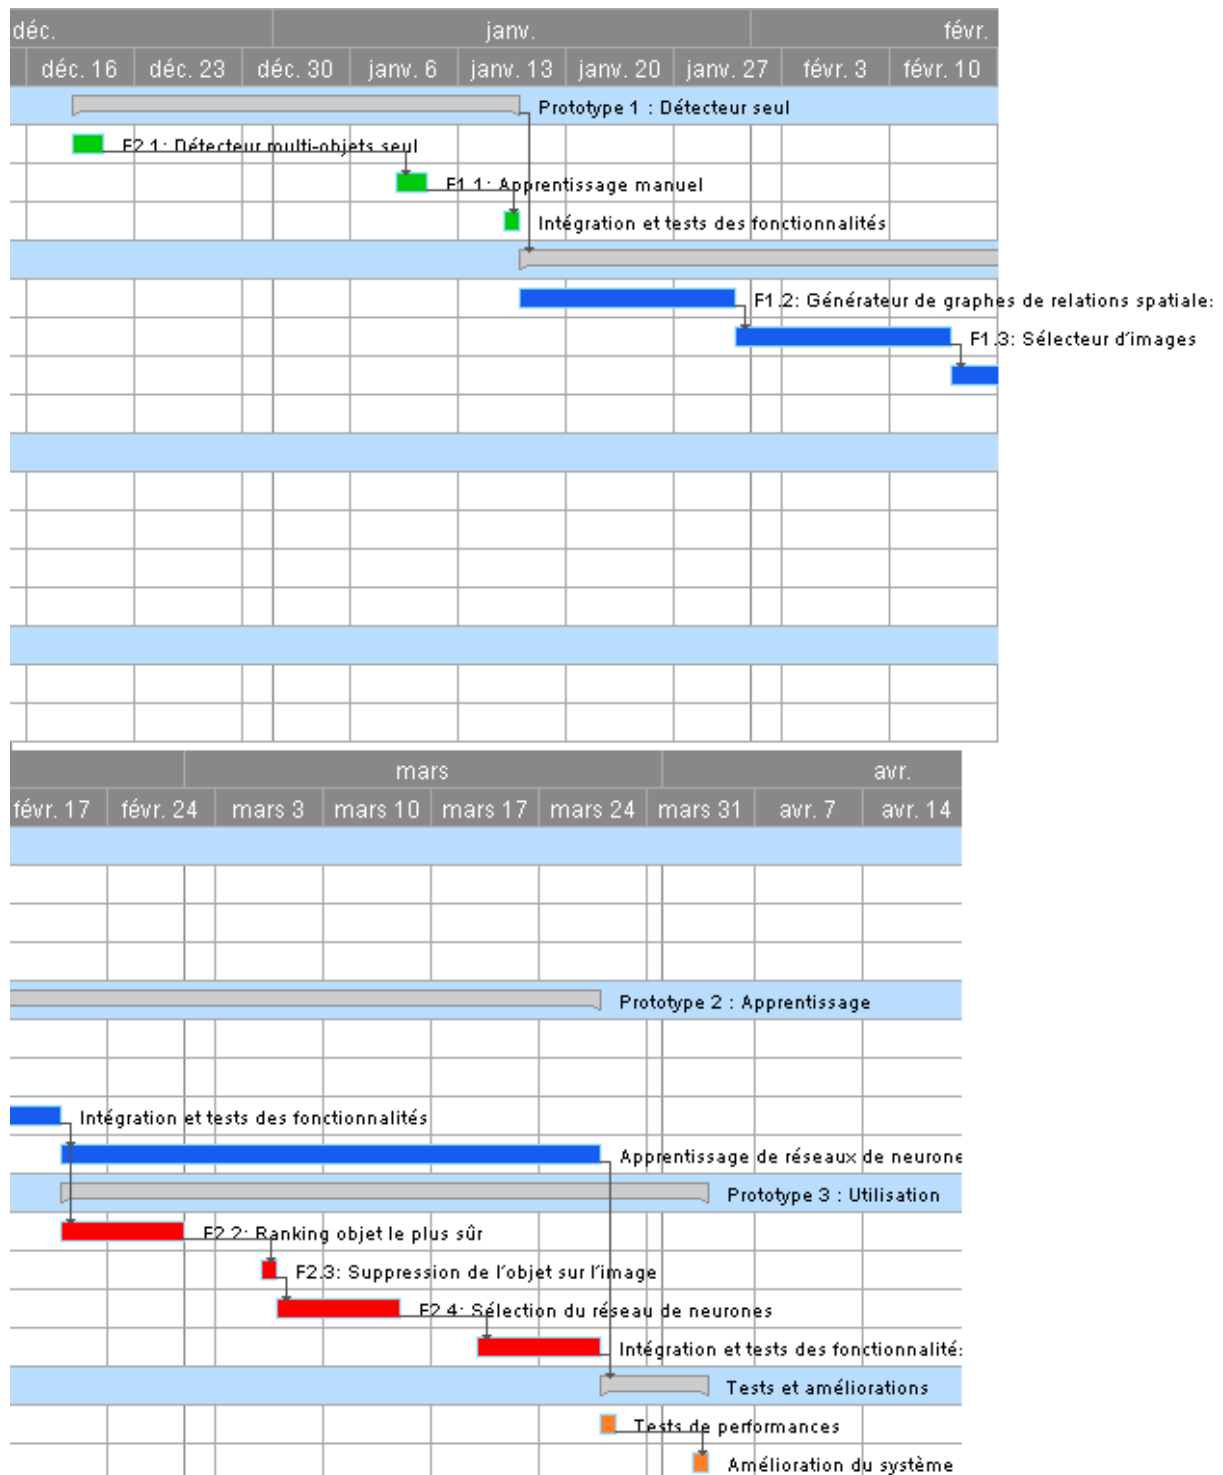 déc. janv. févr.
déc. 16 déc. 23 déc. 30 janv. 6 janv. 13 janv. 20 janv. 27 févr. 3 févr. 10
Prototype 1 : Détecteur seul
F2.1: Détecteur multi-objets seul
F1.1: Apprentissage manuel
Intégration et tests des fonctionnalités
F1.2: Générateur de graphes de relations spatiale:
F1.3: Sélecteur d'images
mars avr.
févr. 17 févr. 24 mars 3 mars 10 mars 17 mars 24 mars 31 avr. 7 avr. 14
Prototype 2 : Apprentissage
Intégration et tests des fonctionnalités
Apprentissage de réseaux de neurone
Prototype 3 : Utilisation
F2.2: Ranking objet le plus sûr
F2.3: Suppression de l'objet sur l'image
F2.4: Sélection du réseau de neurones
Intégration et tests des fonctionnalité:
Tests et améliorations
Tests de performances
Amélioration du système